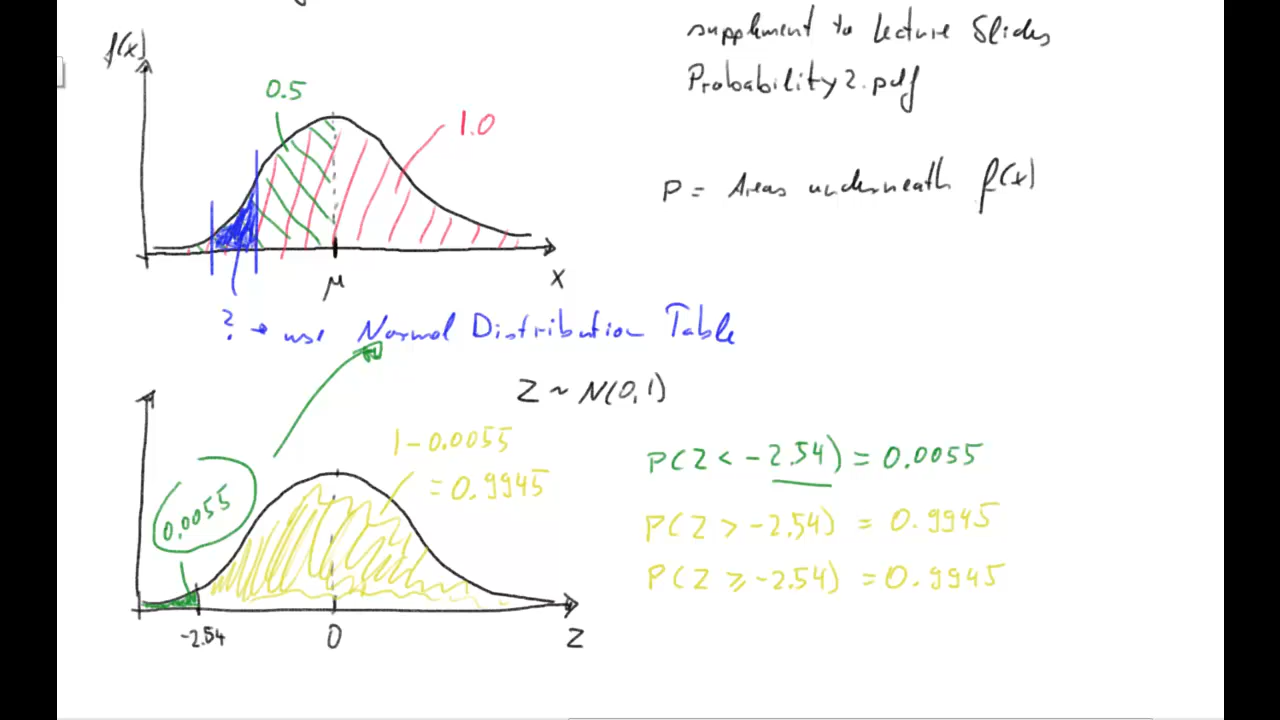 supplement to Lecture Slides
Probability2.pdf
f(x)
0.5
1.0
P = Areas underneath f(x)
μ
x
? → use Normal Distribution Table
Z ~ N(0,1)
1-0.0055
= 0.9945
0.0055
P(Z < -2.54) = 0.0055
P(Z > -2.54) = 0.9945
P(Z ≥ -2.54) = 0.9945
-2.54
0
Z